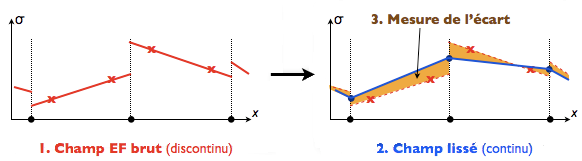 σ
x
1. Champ EF brut (discontinu)
σ
3. Mesure de l'écart
x
2. Champ lissé (continu)